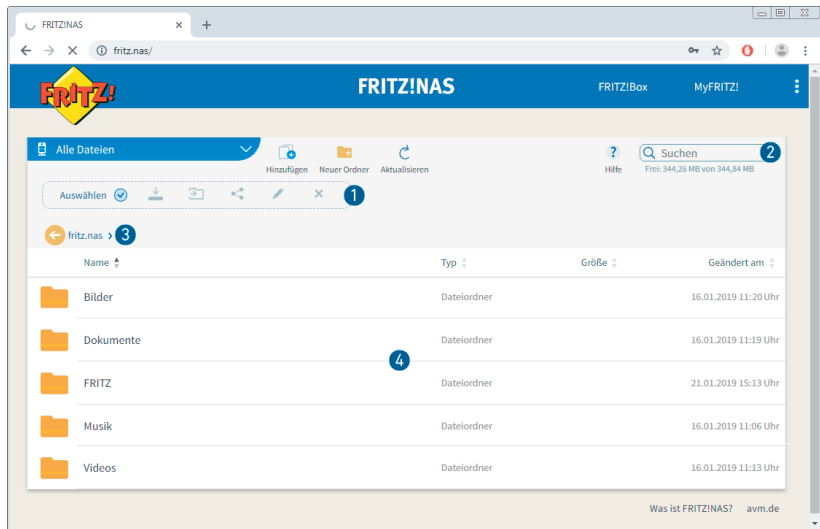 FRITZ!NAS
fritz.nas/
FRITZ!
FRITZ!NAS
FRITZ!Box
MyFRITZ!
Alle Dateien
Hinzufügen
Neuer Ordner
Aktualisieren
?
Hilfe
Suchen
2
Frei: 344,26 MB von 344,84 MB
Auswählen
1
fritz.nas
3
Name
Typ
Größe
Geändert am
Bilder Dateiordner 16.01.2019 11:20 Uhr
Dokumente Dateiordner 16.01.2019 11:19 Uhr
4
FRITZ Dateiordner 21.01.2019 15:13 Uhr
Musik Dateiordner 16.01.2019 11:06 Uhr
Videos Dateiordner 16.01.2019 11:13 Uhr
Was ist FRITZ!NAS? avm.de